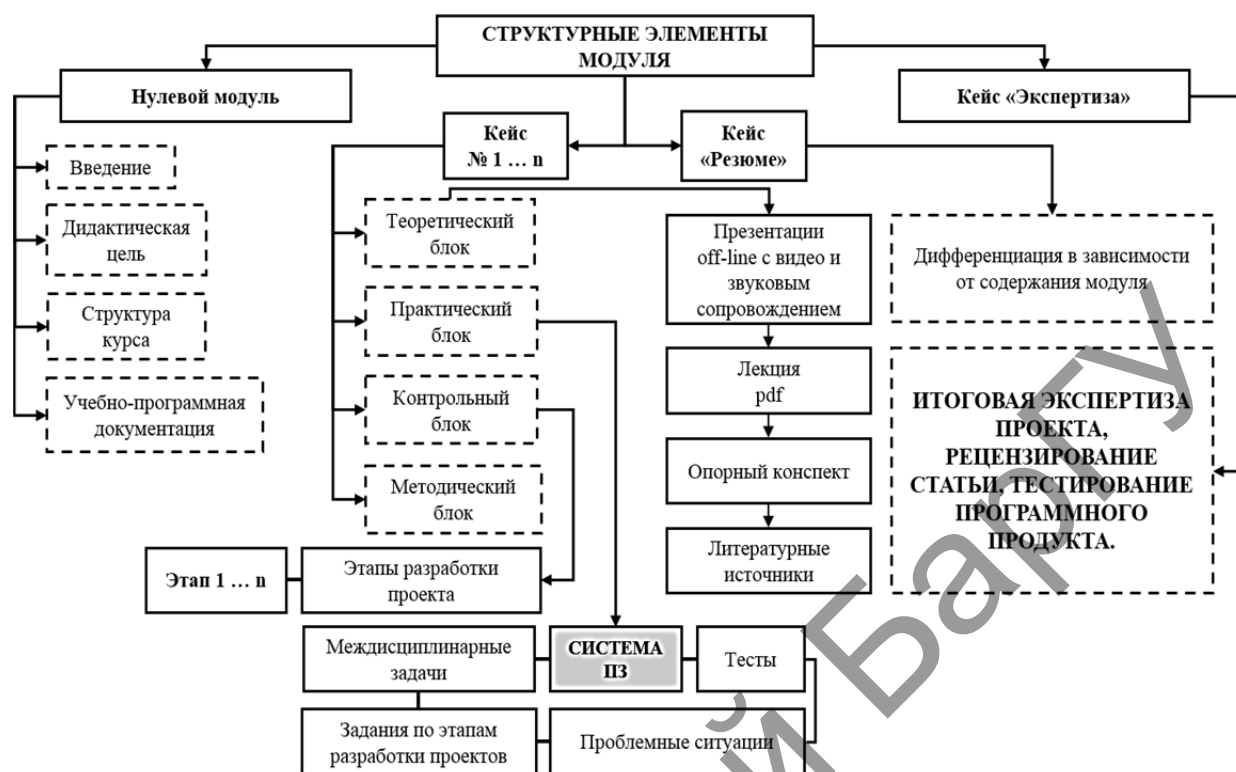 СТРУКТУРНЫЕ ЭЛЕМЕНТЫ
МОДУЛЯ
Нулевой модуль
Кейс «Экспертиза»
Кейс
№ 1 … n
Кейс
«Резюме»
Введение
Дидактическая
цель
Структура
курса
Учебно-программная
документация
Теоретический
блок
Практический
блок
Контрольный
блок
Методический
блок
Презентации
off-line с видео и
звуковым
сопровождением
Лекция
pdf
Опорный конспект
Литературные
источники
Дифференциация в зависимости
от содержания модуля
ИТОГОВАЯ ЭКСПЕРТИЗА
ПРОЕКТА,
РЕЦЕНЗИРОВАНИЕ
СТАТЬИ, ТЕСТИРОВАНИЕ
ПРОГРАММНОГО
ПРОДУКТА.
Этап 1 … n
Этапы разработки
проекта
Междисциплинарные
задачи
СИСТЕМА
ПЗ
Тесты
Задания по этапам
разработки проектов
Проблемные ситуации
БарГУ